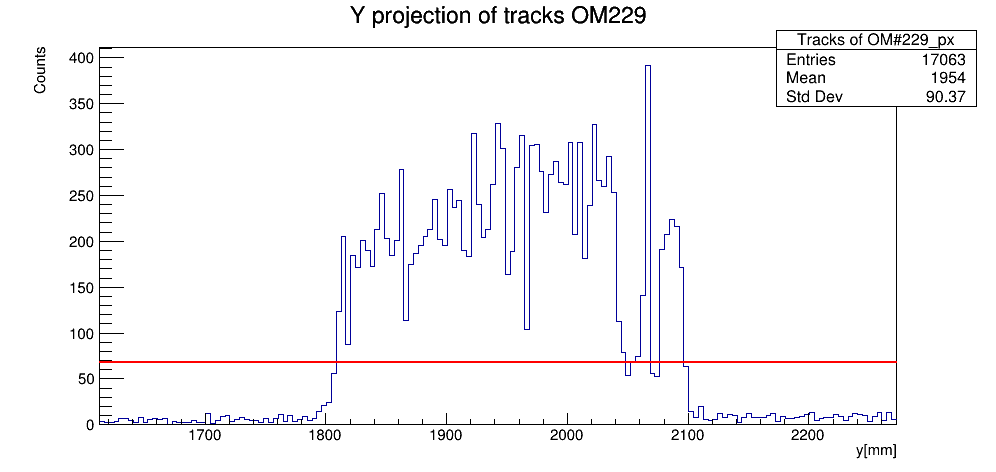 Y projection of tracks OM229
Tracks of OM#229_px
Entries 17063
Mean 1954
Std Dev 90.37
Counts
400
350
300
250
200
150
100
50
0
1700 1800 1900 2000 2100 2200
y[mm]